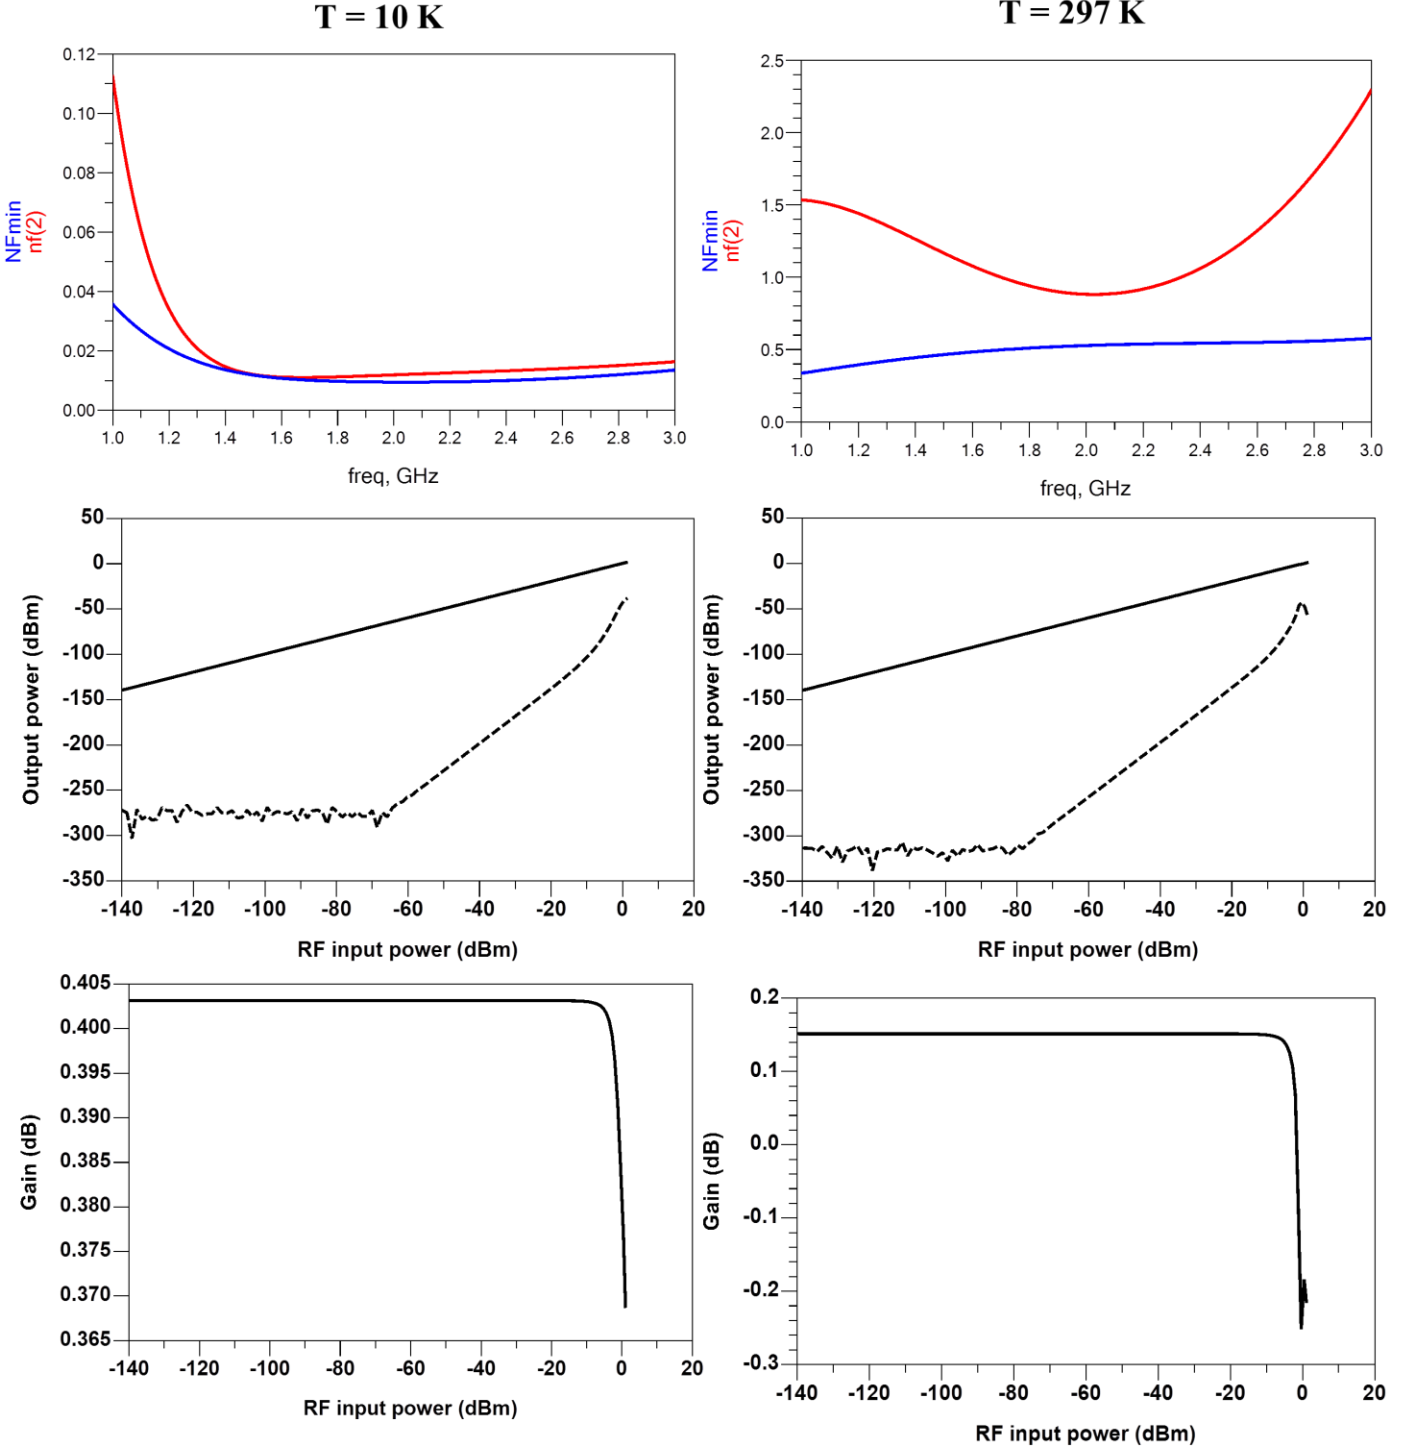 T = 10 K
T = 297 K
0.12
0.10
0.08
0.06
0.04
0.02
0.00
NFmin
nf(2)
1.0 1.2 1.4 1.6 1.8 2.0 2.2 2.4 2.6 2.8 3.0
freq, GHz
2.5
2.0
1.5
1.0
0.5
0.0
NFmin
nf(2)
1.0 1.2 1.4 1.6 1.8 2.0 2.2 2.4 2.6 2.8 3.0
freq, GHz
50
0
-50
-100
-150
-200
-250
-300
-350
Output power (dBm)
-140 -120 -100 -80 -60 -40 -20 0 20
RF input power (dBm)
50
0
-50
-100
-150
-200
-250
-300
-350
Output power (dBm)
-140 -120 -100 -80 -60 -40 -20 0 20
RF input power (dBm)
0.405
0.400
0.395
0.390
0.385
0.380
0.375
0.370
0.365
Gain (dB)
-140 -120 -100 -80 -60 -40 -20 0 20
RF input power (dBm)
0.2
0.1
0.0
-0.1
-0.2
-0.3
Gain (dB)
-140 -120 -100 -80 -60 -40 -20 0 20
RF input power (dBm)